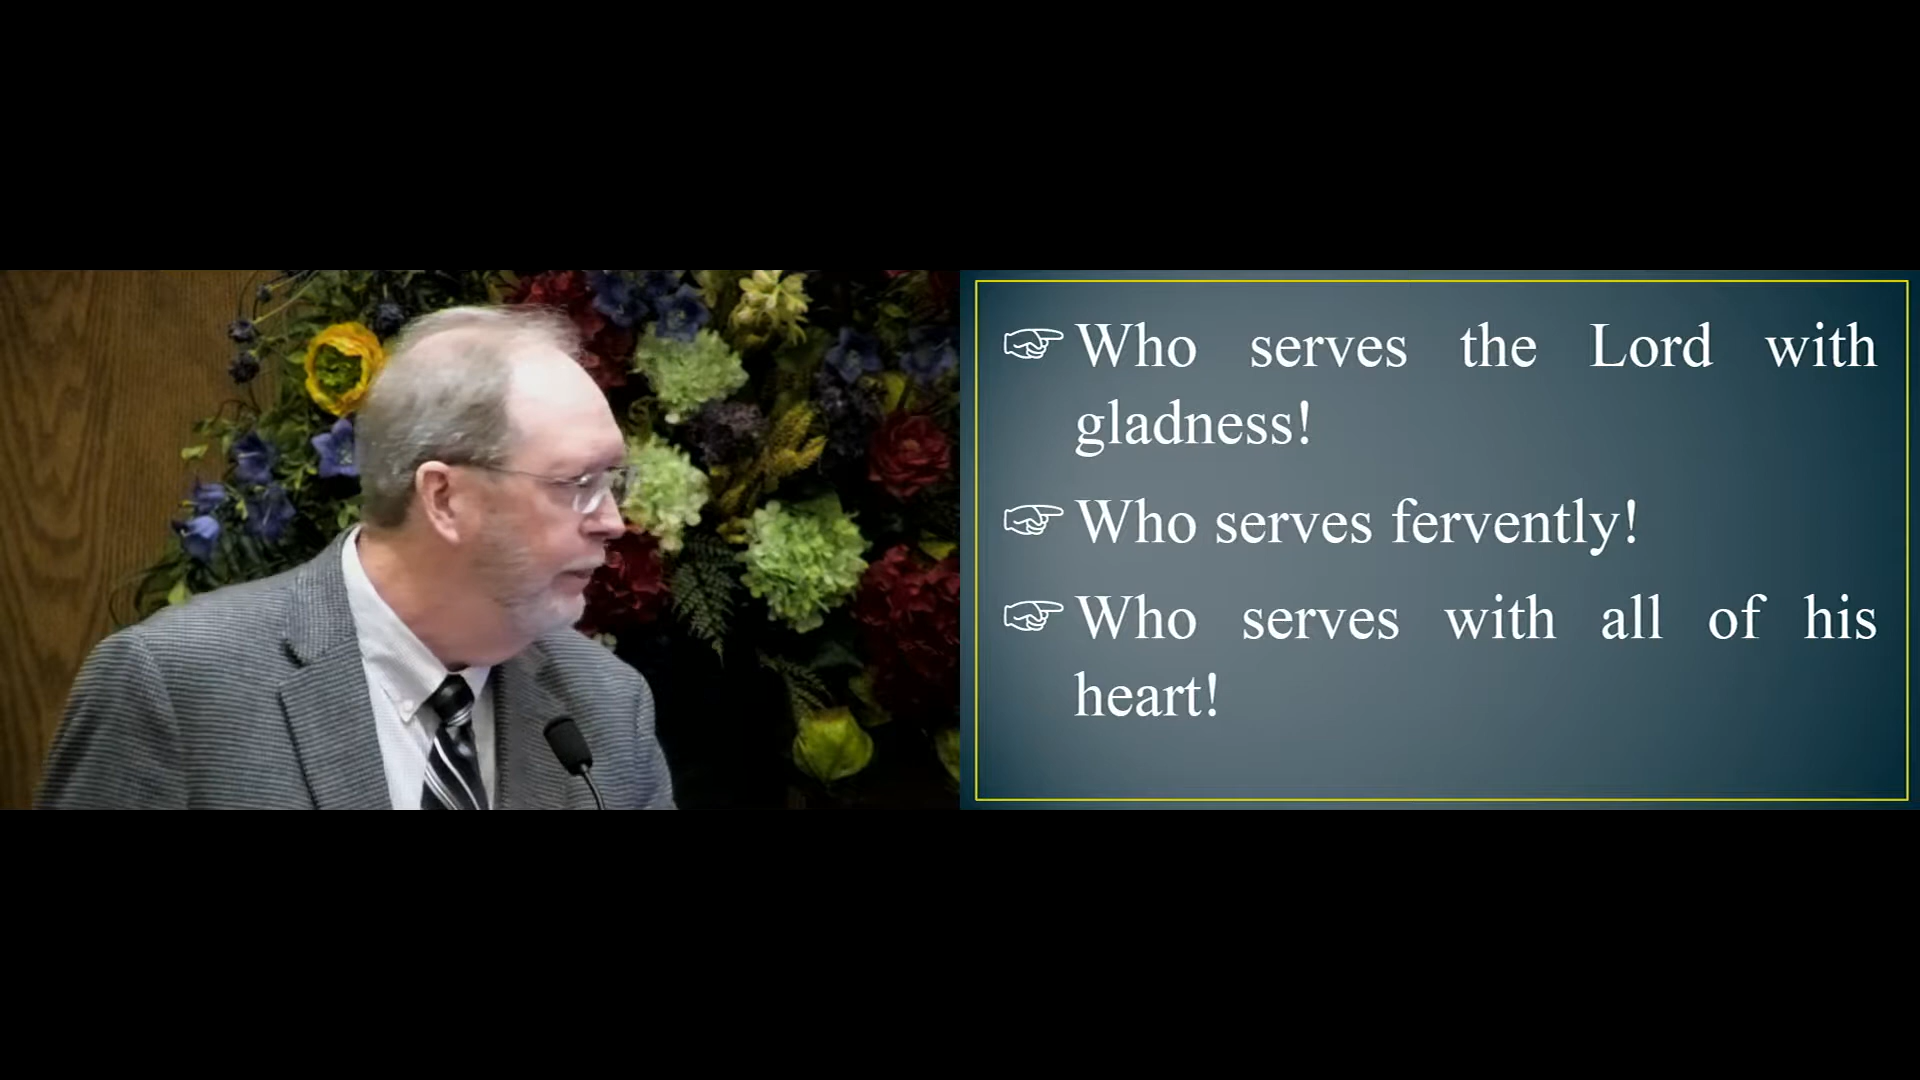 ☞Who serves the Lord with
gladness!
☞Who serves fervently!
☞Who serves with all of his
heart!